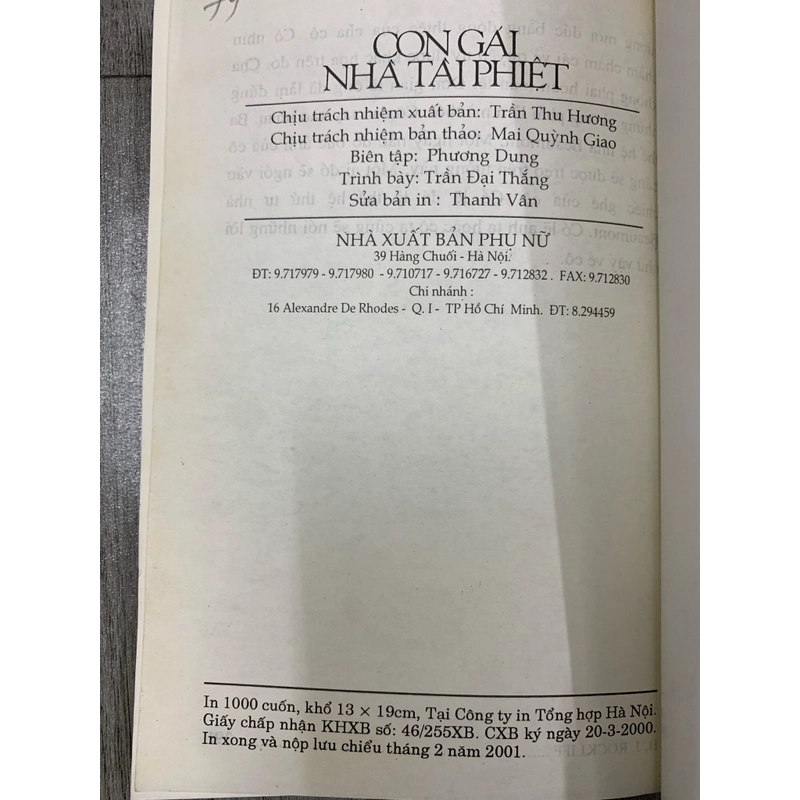 CON GÁI
NHÀ TÀI PHIỆT
Chịu trách nhiệm xuất bản: Trần Thu Hương
Chịu trách nhiệm bản thảo: Mai Quỳnh Giao
Biên tập: Phương Dung
Trình bày: Trần Đại Thắng
Sửa bản in : Thanh Vân
NHÀ XUẤT BẢN PHỤ NỮ
39 Hàng Chuối - Hà Nội.
ĐT: 9.717979 - 9.717980 - 9.710717 - 9.716727 - 9.712832 . FAX: 9.712830
Chi nhánh :
16 Alexandre De Rhodes - Q. I - TP Hồ Chí Minh. ĐT: 8.294459
In 1000 cuốn, khổ 13 × 19cm, Tại Công ty in Tổng hợp Hà Nội.
Giấy chấp nhận KHXB số: 46/255XB. CXB ký ngày 20-3-2000.
In xong và nộp lưu chiểu tháng 2 năm 2001.